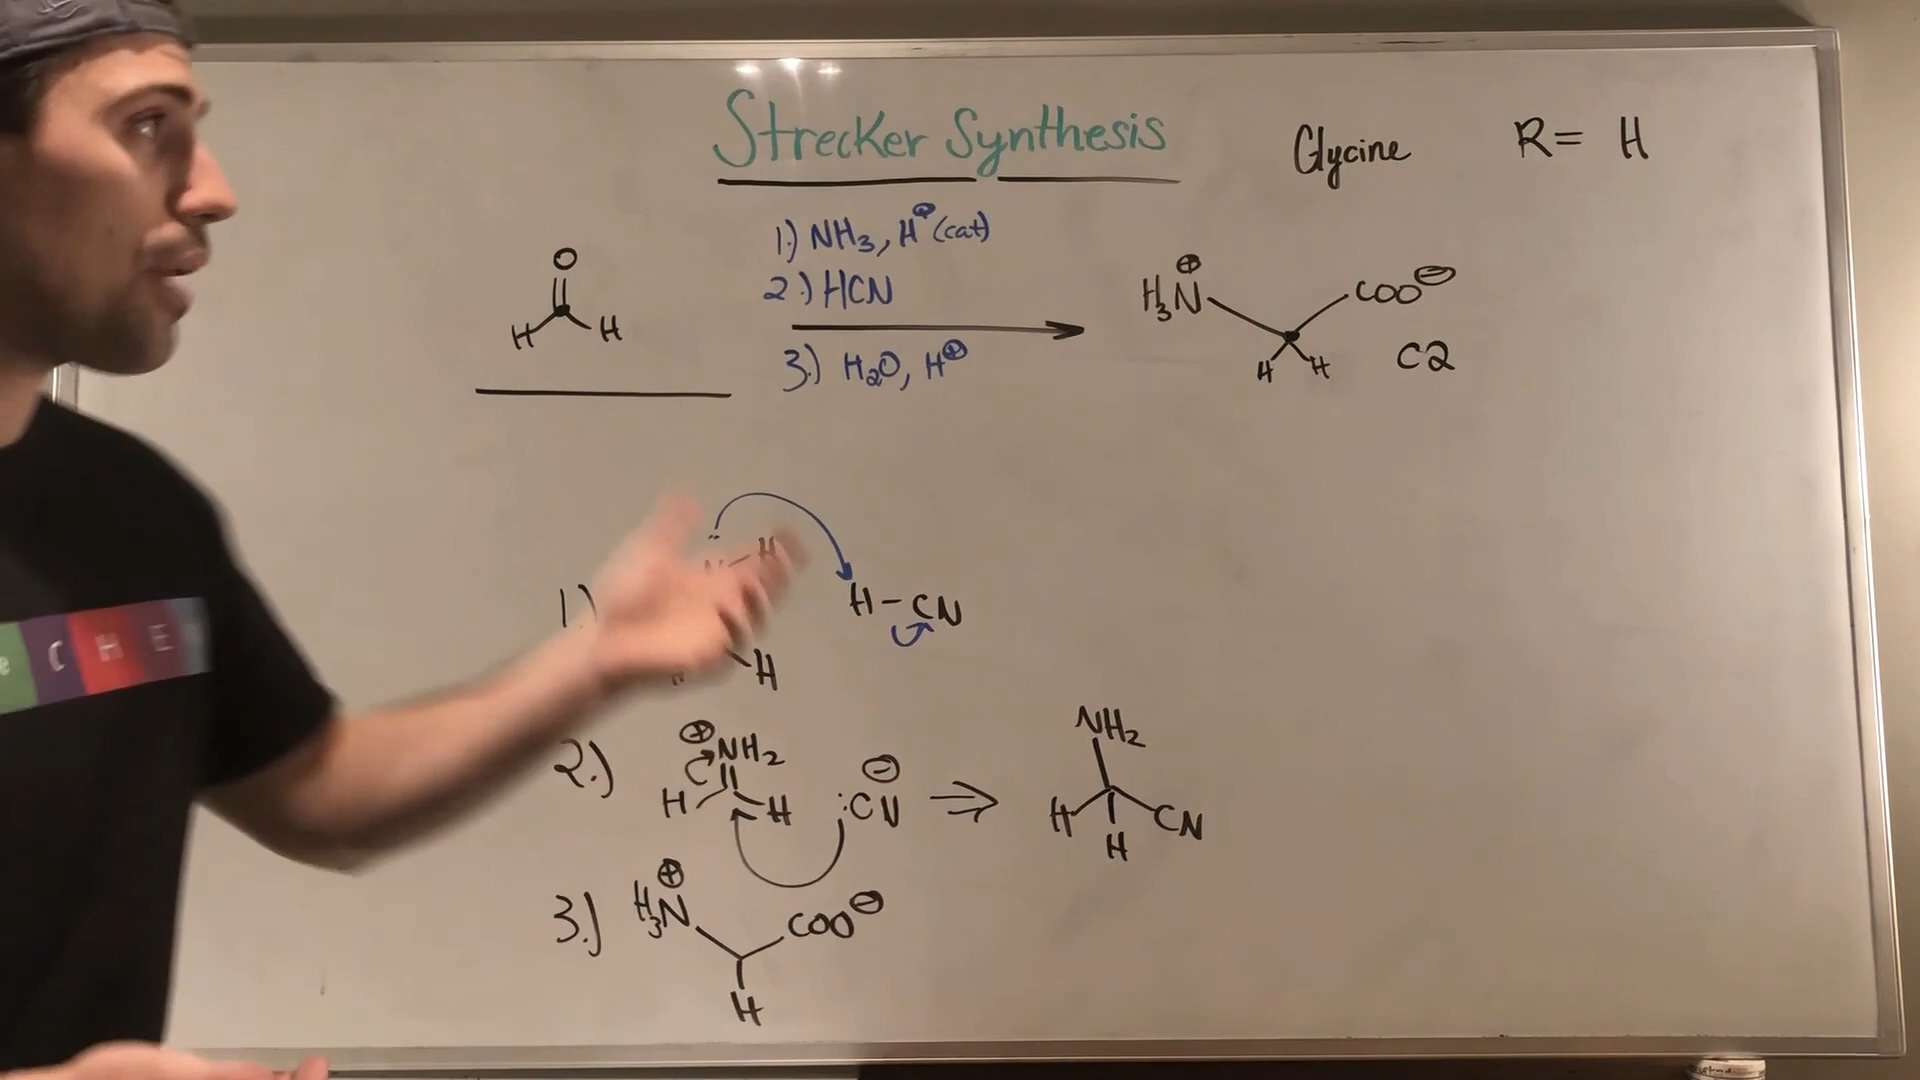 Strecker Synthesis
Glycine R= H
1.) NH3, H⊕ (cat)
2.) HCN
3.) H2O, H⊕
O
H H
H3N⊕ COO⊖
H H
C2
1.)
H
H-CN
H
2.)
⊕
NH2
H H
:CN⊖
⇒
NH2
H CN
H
3.) H3N⊕ COO⊖
H
e C H E